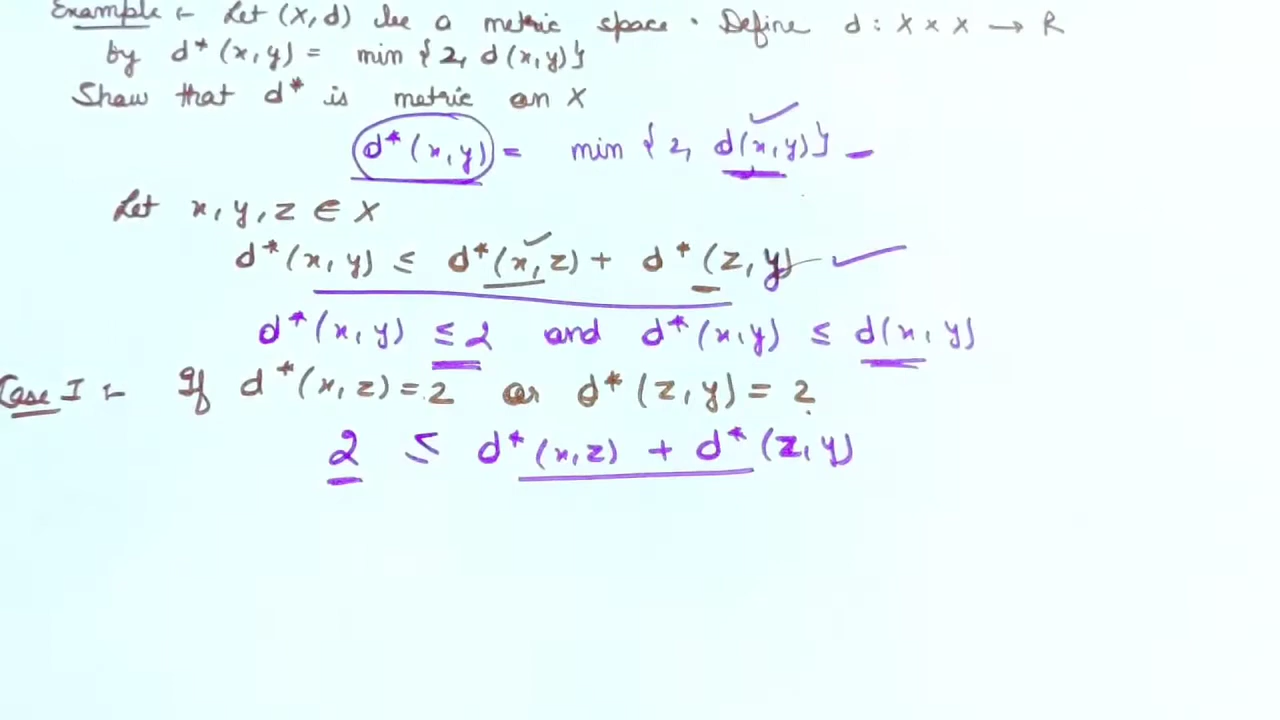 Example :- Let (X, d) be a metric space. Define d : X × X → R
by d*(x, y) = min {2, d(x, y)}
Show that d* is metric on X
d*(x, y) = min {2, d(x, y)}
Let x, y, z ∈ X
d*(x, y) ≤ d*(x, z) + d*(z, y)
d*(x, y) ≤ 2 and d*(x, y) ≤ d(x, y)
Case I :- If d*(x, z) = 2 or d*(z, y) = 2
2 ≤ d*(x, z) + d*(z, y)